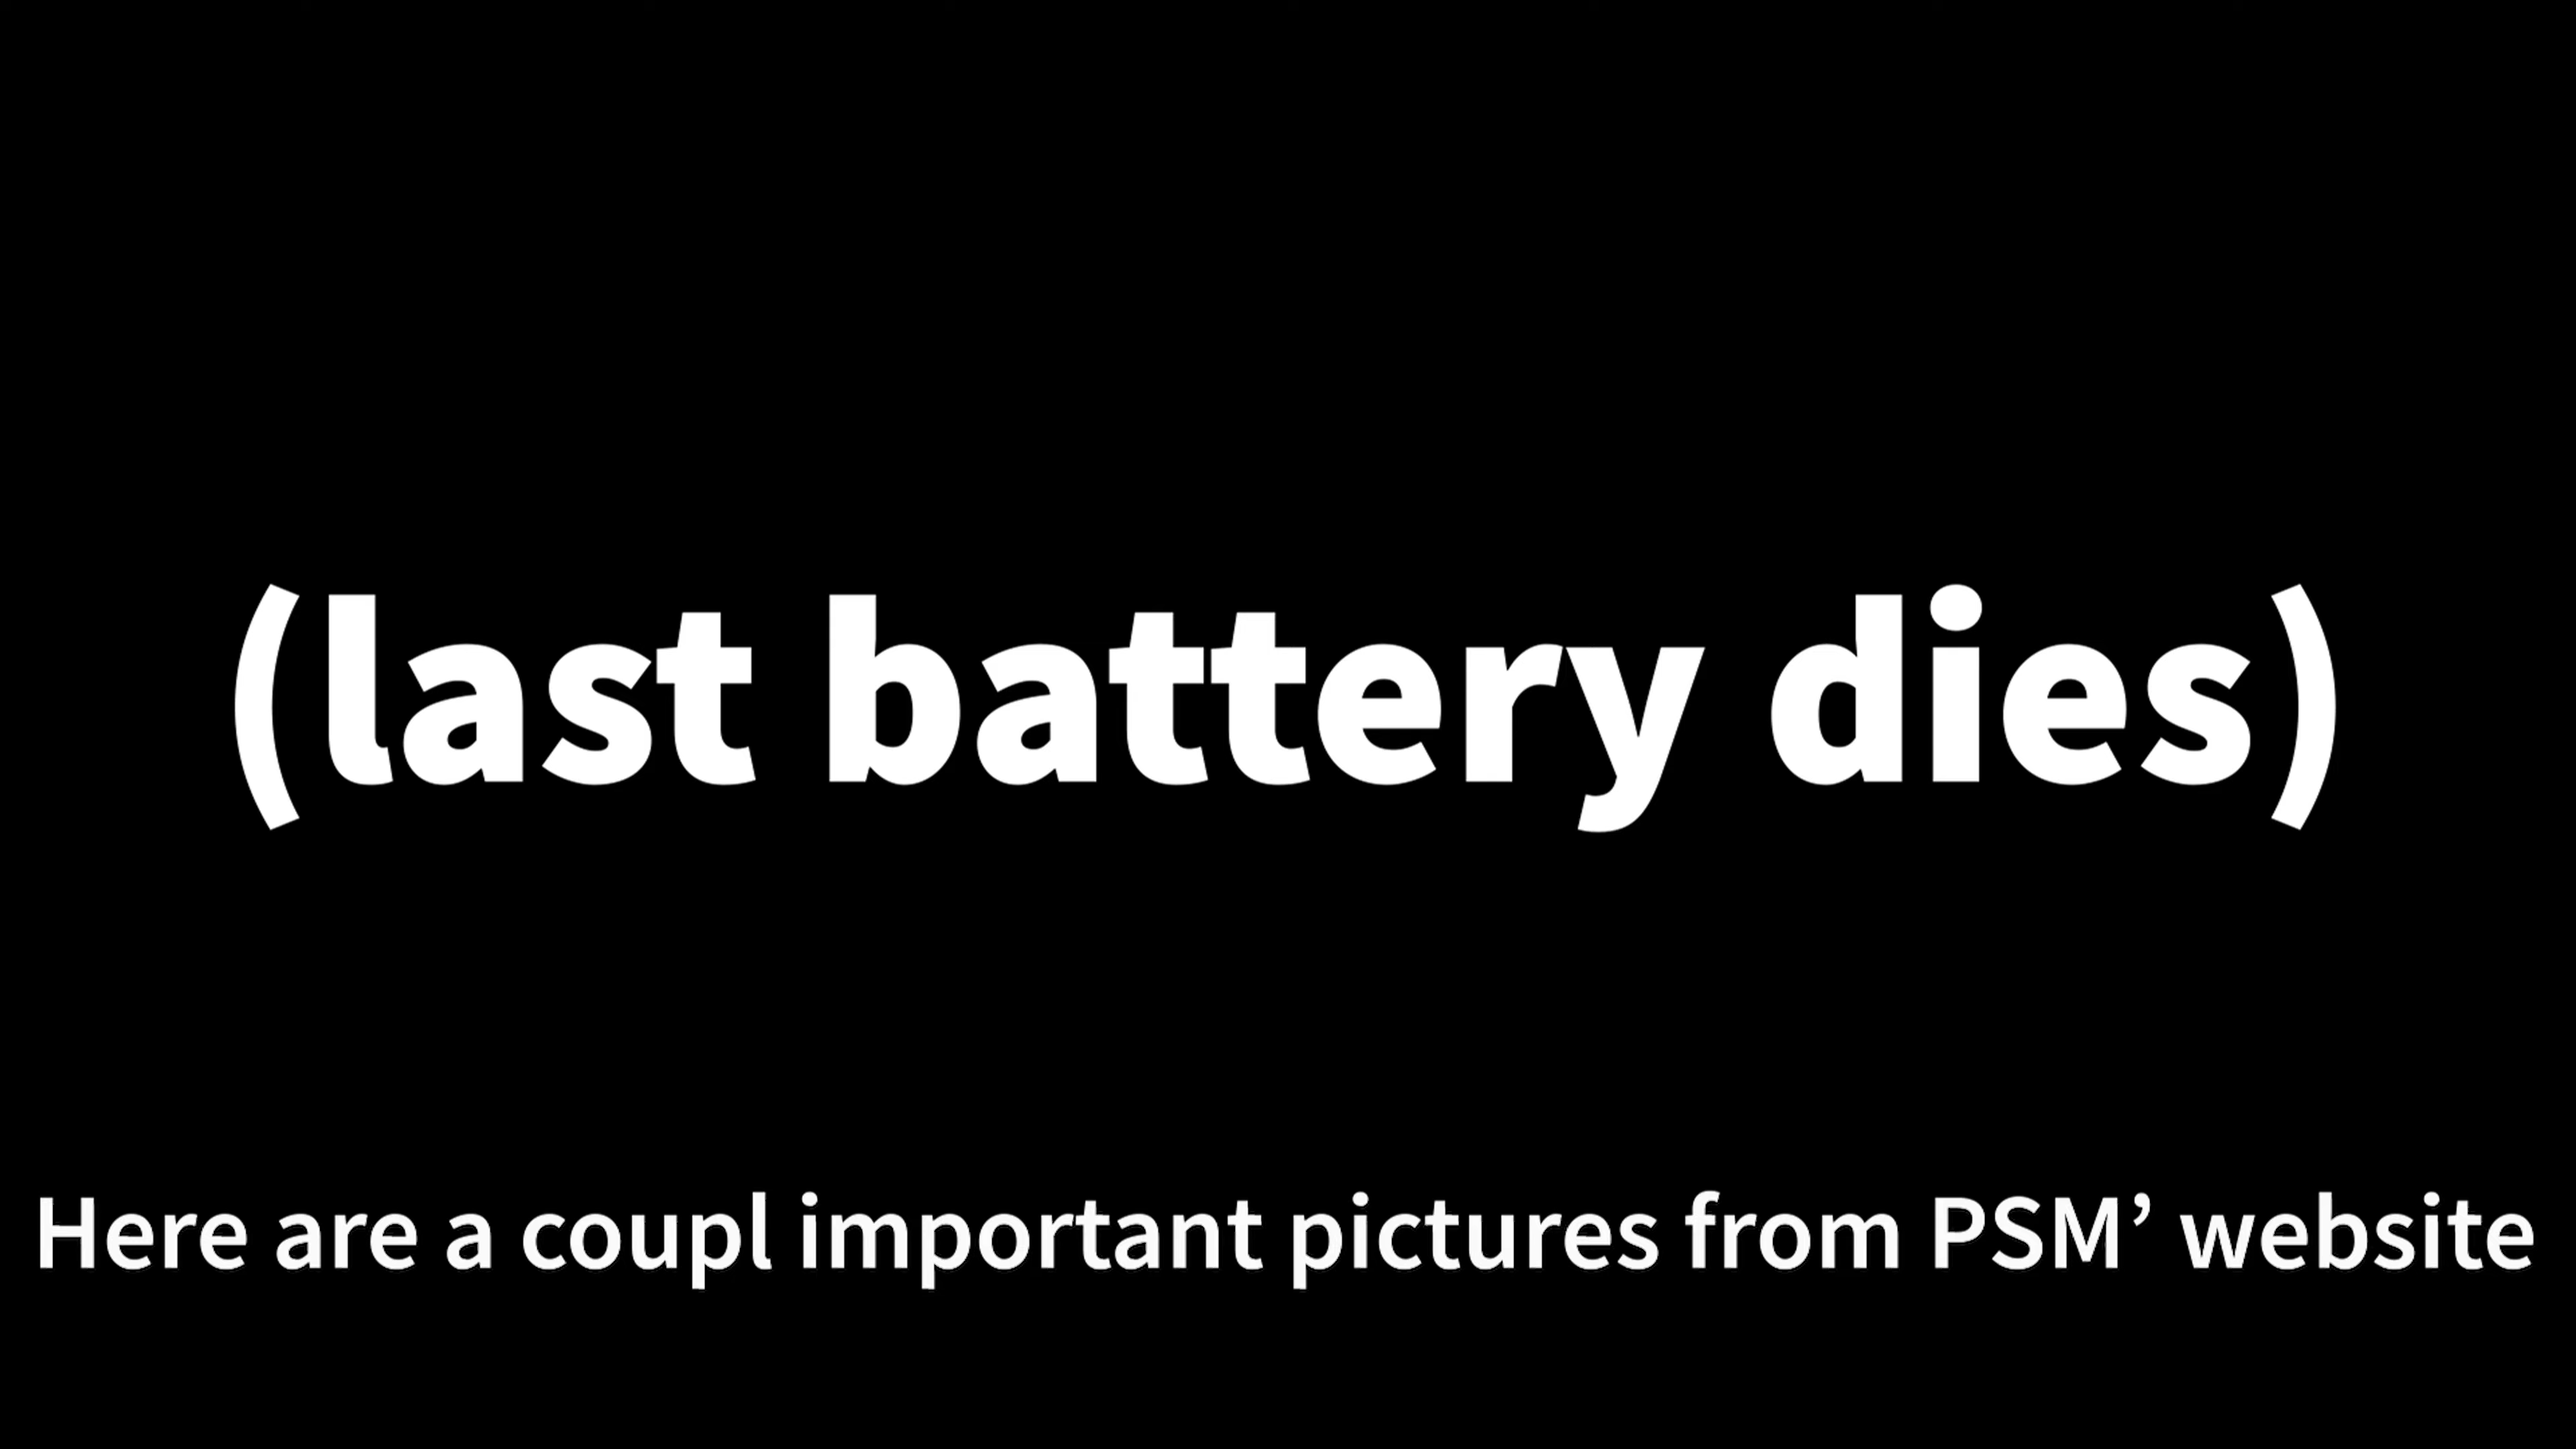 (last battery dies)
Here are a coupl important pictures from PSM’ website